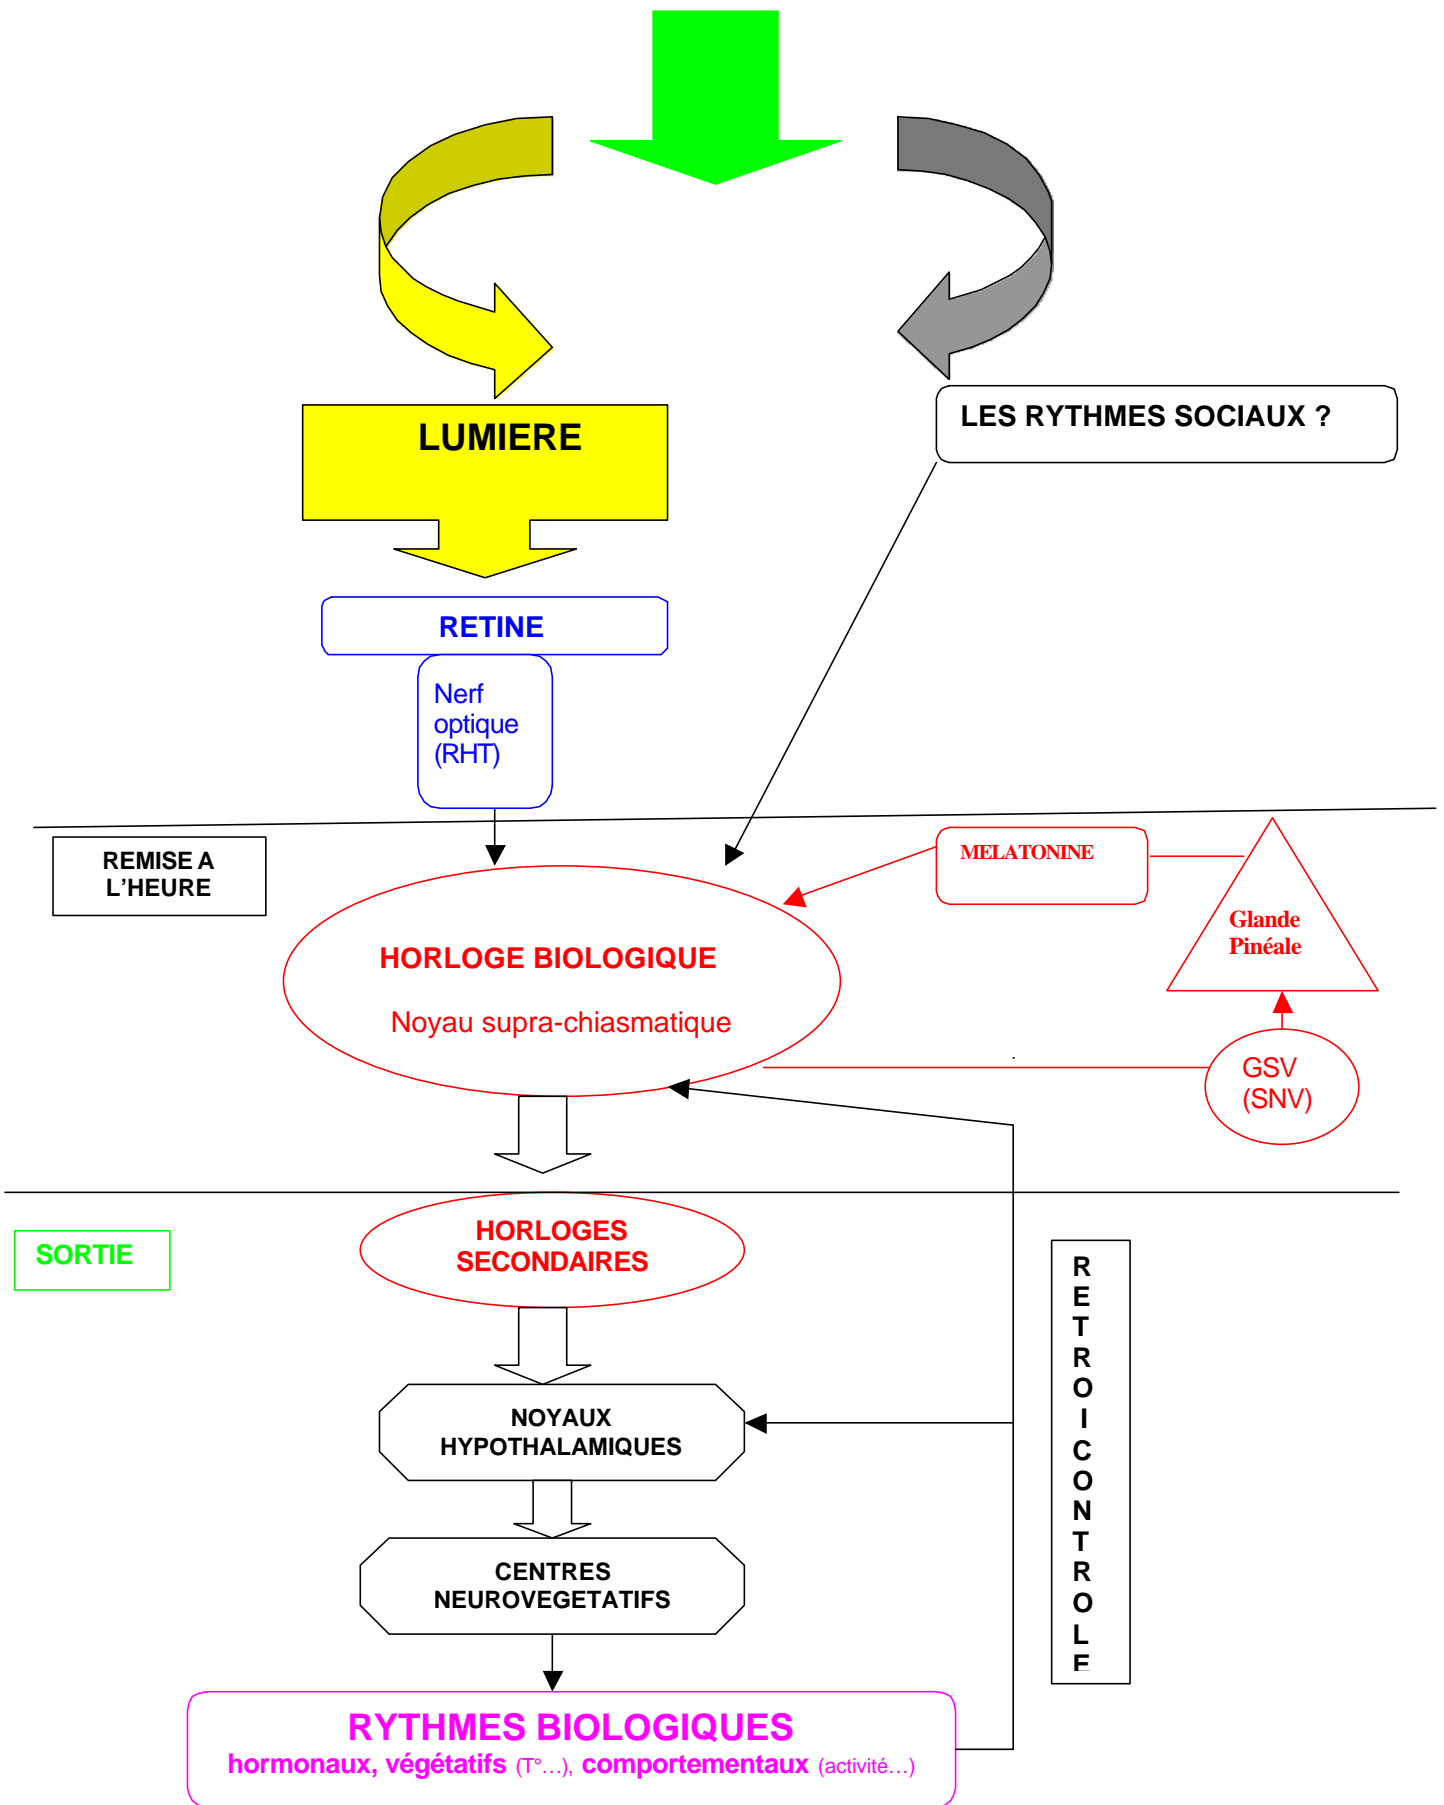 LUMIERE
LES RYTHMES SOCIAUX ?
RETINE
Nerf
optique
(RHT)
REMISE A
L'HEURE
MELATONINE
Glande
Pinéale
HORLOGE BIOLOGIQUE
Noyau supra-chiasmatique
GSV
(SNV)
HORLOGES
SECONDAIRES
SORTIE
R
E
T
R
O
I
C
O
N
T
R
O
L
E
NOYAUX
HYPOTHALAMIQUES
CENTRES
NEUROVEGETATIFS
RYTHMES BIOLOGIQUES
hormonaux, végétatifs (T°…), comportementaux (activité…)